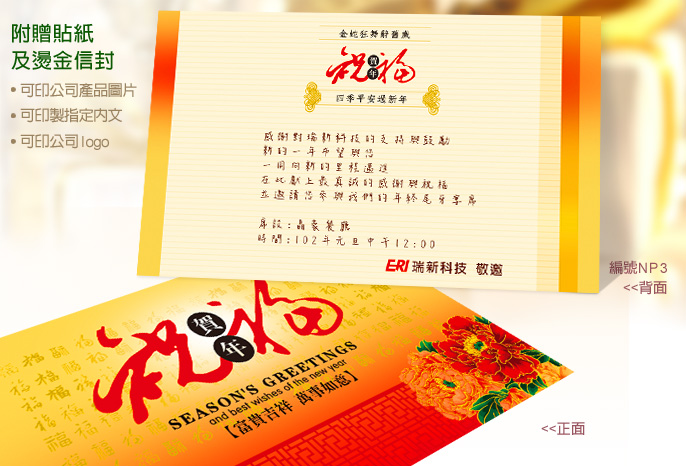 附贈貼紙
及燙金信封
• 可印公司產品圖片
• 可印製指定內文
• 可印公司logo
金蛇狂舞辭舊歲
祝福
賀年
四季平安過新年
感謝對瑞新科技的支持與鼓勵
新的一年希望與您
一同向新的里程邁進
在此獻上最真誠的感謝與祝福
並邀請您參與我們的年終尾牙宴席
席設:晶豪餐廳
時間:102年元旦中午12:00
ERI 瑞新科技 敬邀
編號NP3
<<背面
祝福
賀年
SEASON'S GREETINGS
and best wishes of the new year
【富貴吉祥 萬事如意】
<<正面